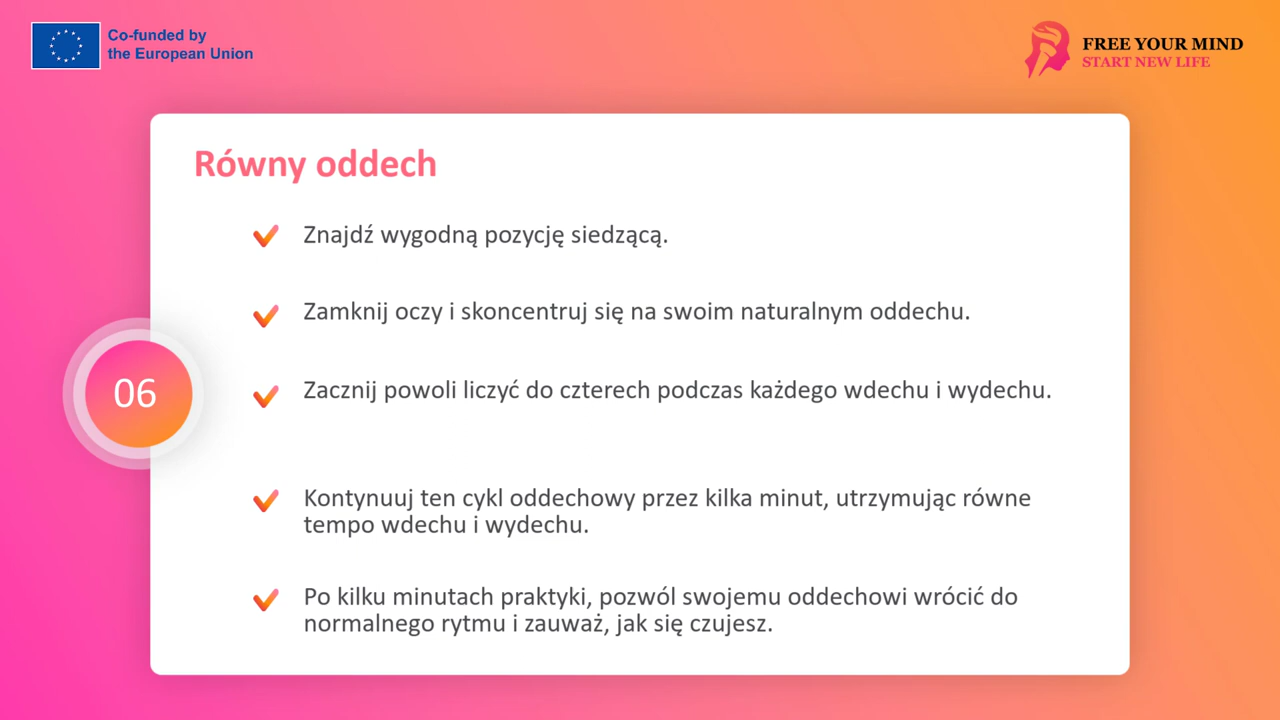 Co-funded by
the European Union
FREE YOUR MIND
START NEW LIFE
Równy oddech
Znajdź wygodną pozycję siedzącą.
Zamknij oczy i skoncentruj się na swoim naturalnym oddechu.
06
Zacznij powoli liczyć do czterech podczas każdego wdechu i wydechu.
Kontynuuj ten cykl oddechowy przez kilka minut, utrzymując równe
tempo wdechu i wydechu.
Po kilku minutach praktyki, pozwól swojemu oddechowi wrócić do
normalnego rytmu i zauważ, jak się czujesz.